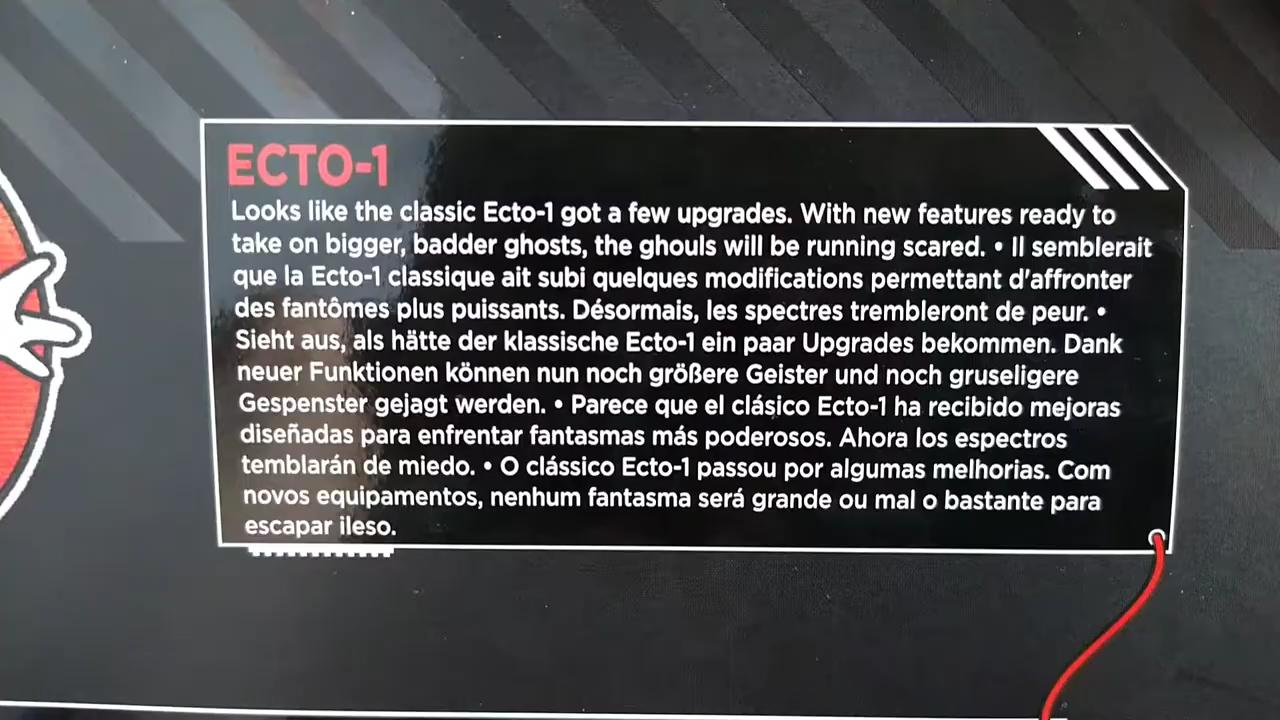 ECTO-1
Looks like the classic Ecto-1 got a few upgrades. With new features ready to
take on bigger, badder ghosts, the ghouls will be running scared. • Il semblerait
que la Ecto-1 classique ait subi quelques modifications permettant d'affronter
des fantômes plus puissants. Désormais, les spectres trembleront de peur. •
Sieht aus, als hätte der klassische Ecto-1 ein paar Upgrades bekommen. Dank
neuer Funktionen können nun noch größere Geister und noch gruseligere
Gespenster gejagt werden. • Parece que el clásico Ecto-1 ha recibido mejoras
diseñadas para enfrentar fantasmas más poderosos. Ahora los espectros
temblarán de miedo. • O clássico Ecto-1 passou por algumas melhorias. Com
novos equipamentos, nenhum fantasma será grande ou mal o bastante para
escapar ileso.